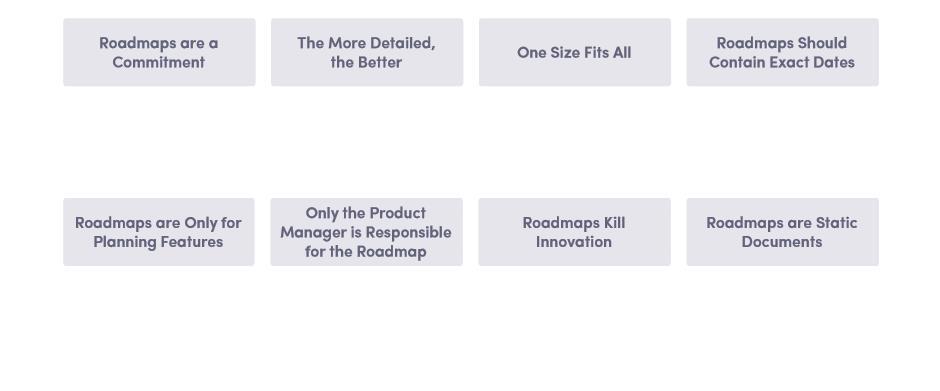 Roadmaps are a
Commitment
The More Detailed,
the Better
One Size Fits All
Roadmaps Should
Contain Exact Dates
Roadmaps are Only for
Planning Features
Only the Product
Manager is Responsible
for the Roadmap
Roadmaps Kill
Innovation
Roadmaps are Static
Documents